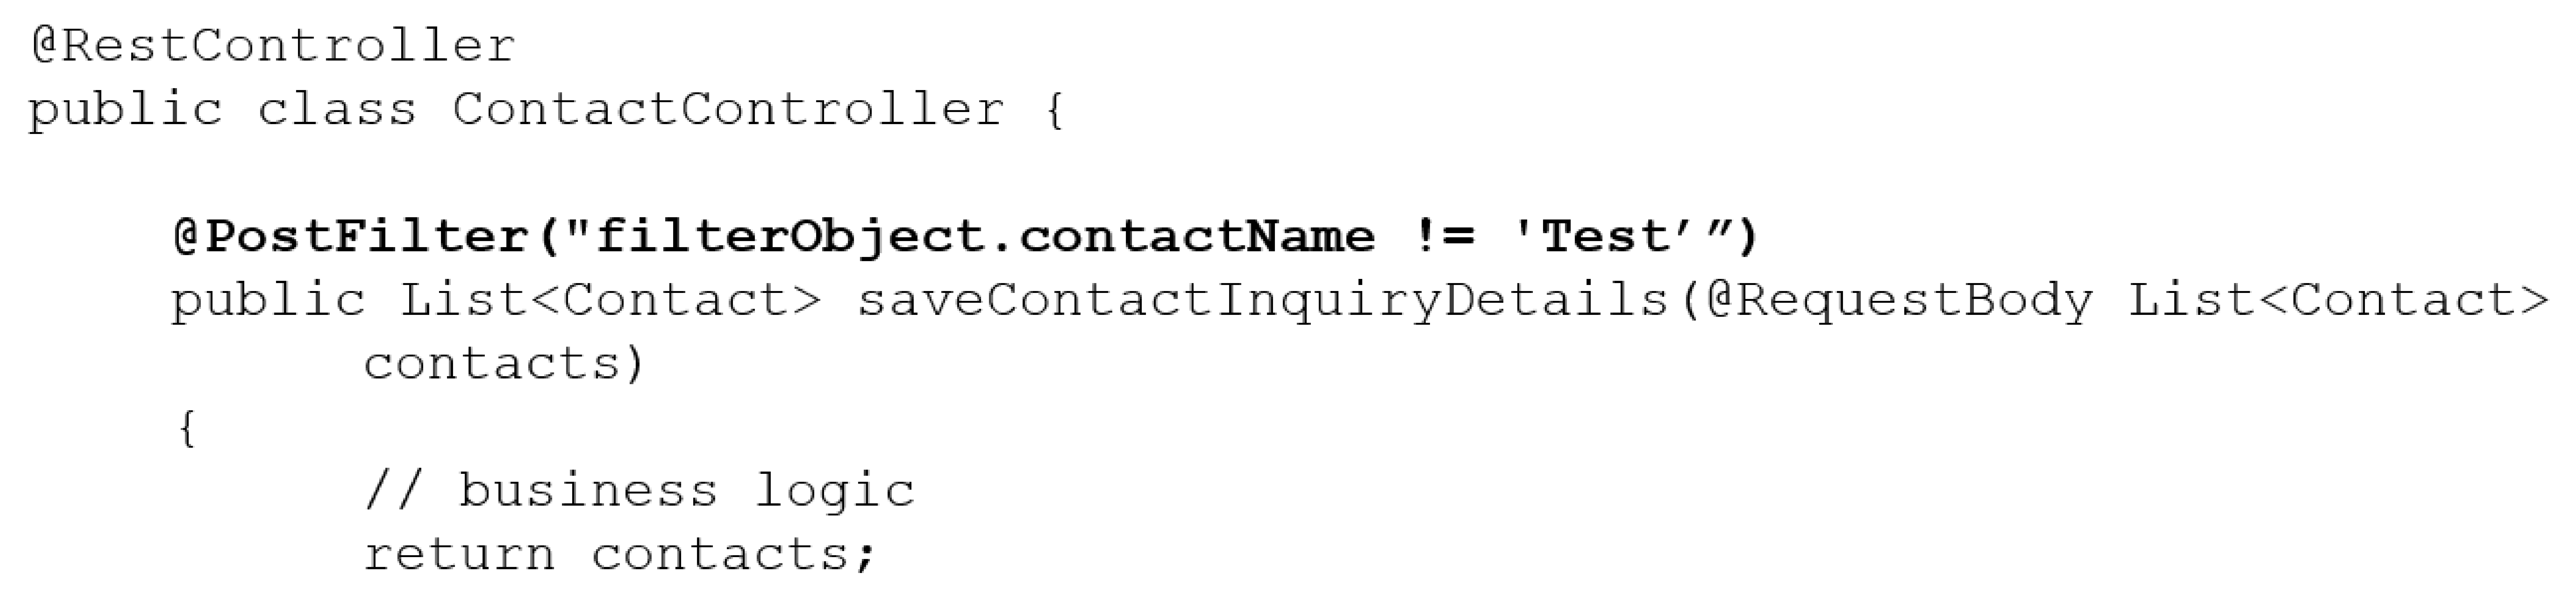 @RestController
public class ContactController {
@PostFilter("filterObject.contactName != 'Test’”)
public List<Contact> saveContactInquiryDetails(@RequestBody List<Contact>
contacts)
{
// business logic
return contacts;